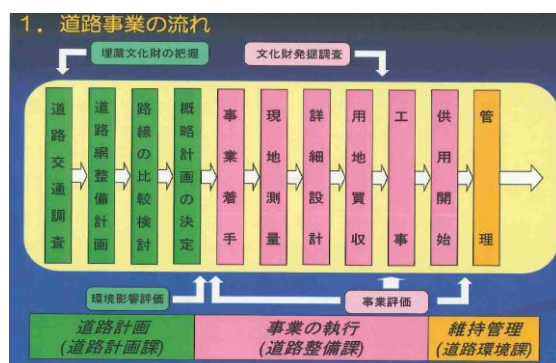 1．道路事業の流れ
埋蔵文化財の把握
文化財発掘調査
道路交通調査
道路網整備計画
路線の比較検討
概略計画の決定
事業着手
現地測量
詳細設計
用地買収
工事
供用開始
管理
環境影響評価
事業評価
道路計画
(道路計画課)
事業の執行
(道路整備課)
維持管理
(道路環境課)